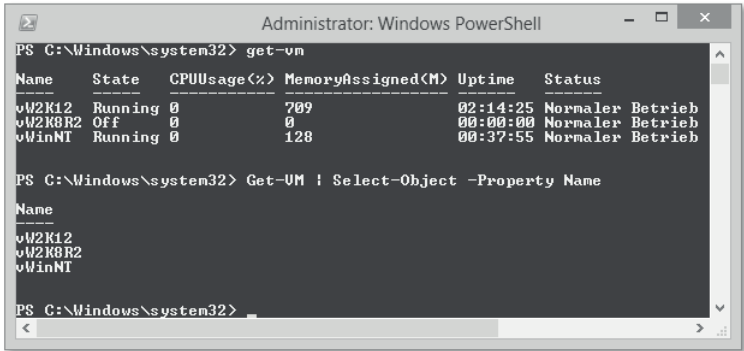 Administrator: Windows PowerShell
PS C:\Windows\system32> get-vm
Name State CPUUsage(%) MemoryAssigned(M) Uptime Status
---- ----- ----------- ----------------- ------ ------
vW2K12 Running 0 709 02:14:25 Normaler Betrieb
vW2K8R2 Off 0 0 00:00:00 Normaler Betrieb
vWinNT Running 0 128 00:37:55 Normaler Betrieb
PS C:\Windows\system32> Get-VM | Select-Object -Property Name
Name
----
vW2K12
vW2K8R2
vWinNT
PS C:\Windows\system32> _